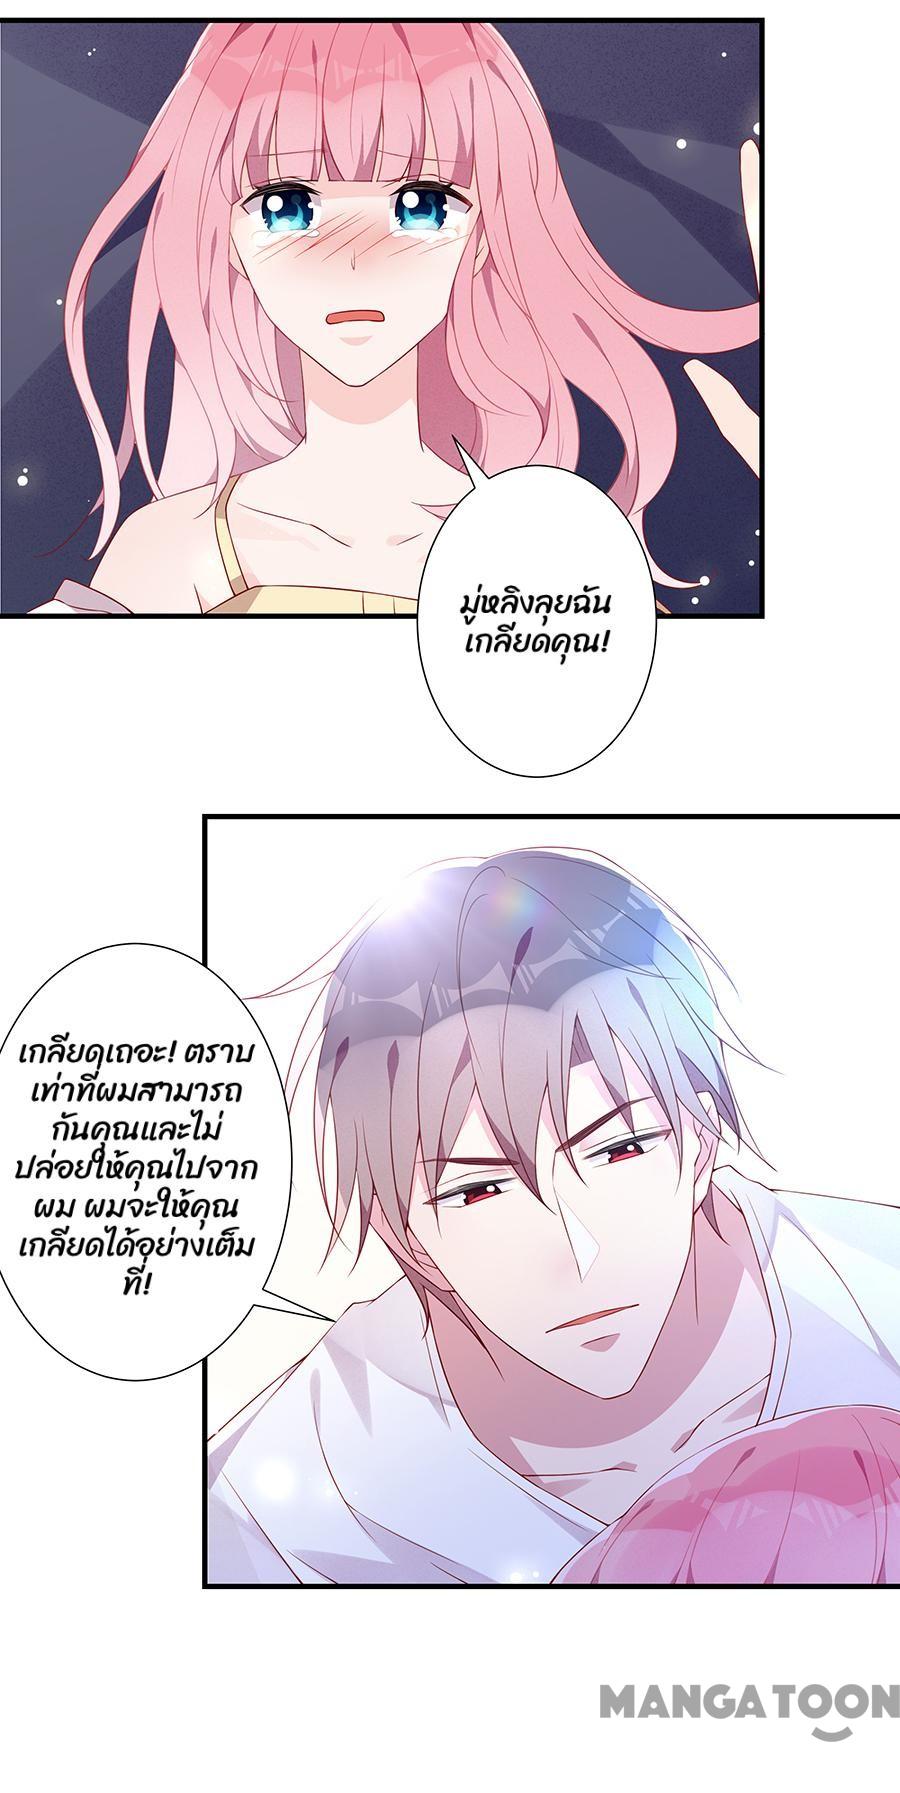 มู่หลิงลุยฉัน
เกลียดคุณ!
เกลียดเถอะ! ตราบ
เท่าที่ผมสามารถ
กันคุณและไม่
ปล่อยให้คุณไปจาก
ผม ผมจะให้คุณ
เกลียดได้อย่างเต็ม
ที่!
MANGATOON